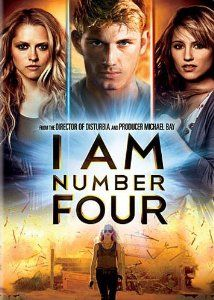 FROM THE DIRECTOR OF DISTURBIA AND PRODUCER MICHAEL BAY
I AM
NUMBER
FOUR